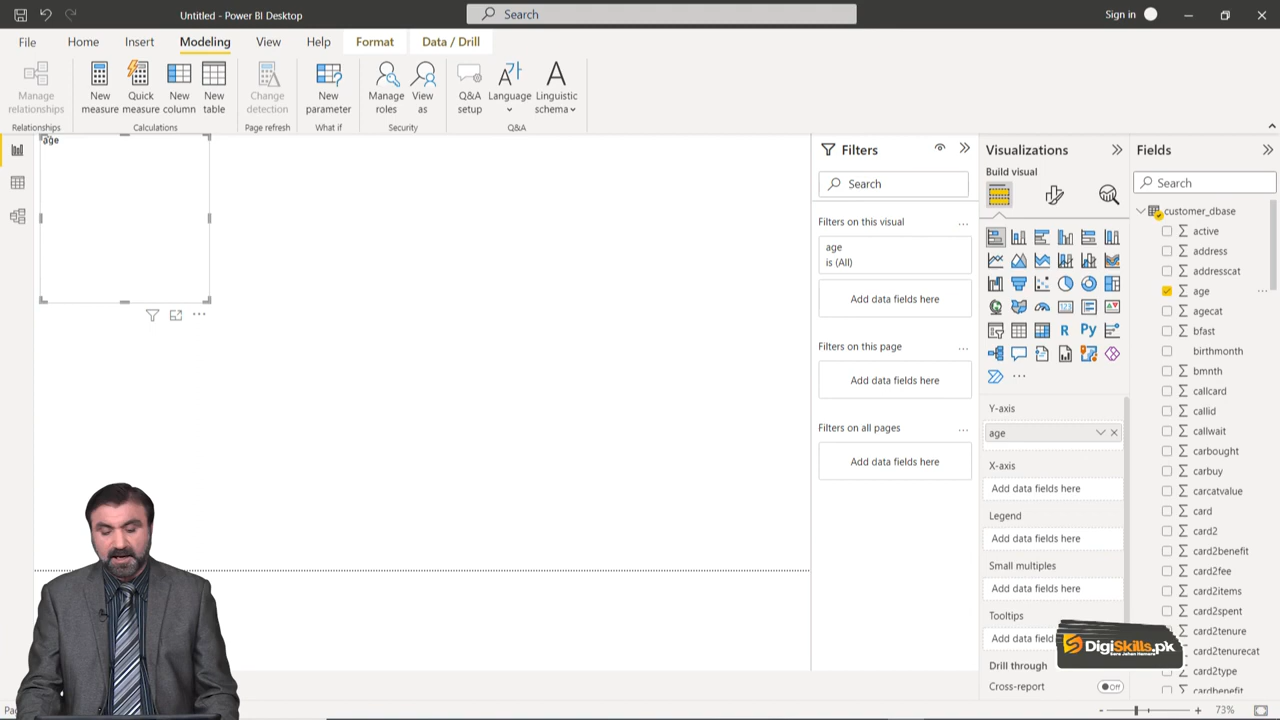 Untitled - Power BI Desktop
Search
Sign in
File
Home
Insert
Modeling
View
Help
Format
Data / Drill
Manage
relationships
New
measure
Quick
measure
New
column
New
table
Change
detection
New
parameter
Manage
roles
View
as
Q&A
setup
Language
Linguistic
schema
Relationships
Calculations
Page refresh
What if
Security
Q&A
age
Filters
Search
Filters on this visual
age
is (All)
Add data fields here
Filters on this page
Add data fields here
Filters on all pages
Add data fields here
Visualizations
Build visual
R
Py
Y-axis
age
X-axis
Add data fields here
Legend
Add data fields here
Small multiples
Add data fields here
Tooltips
Add data
Drill through
Cross-report
Off
Fields
Search
customer_dbase
active
address
addresscat
age
agecat
bfast
birthmonth
bmnth
callcard
callid
callwait
carbought
carbuy
carcatvalue
card
card2
card2benefit
card2fee
card2items
card2spent
card2tenure
card2tenurecat
card2type
cardbenefit
DigiSkills.pk
73%